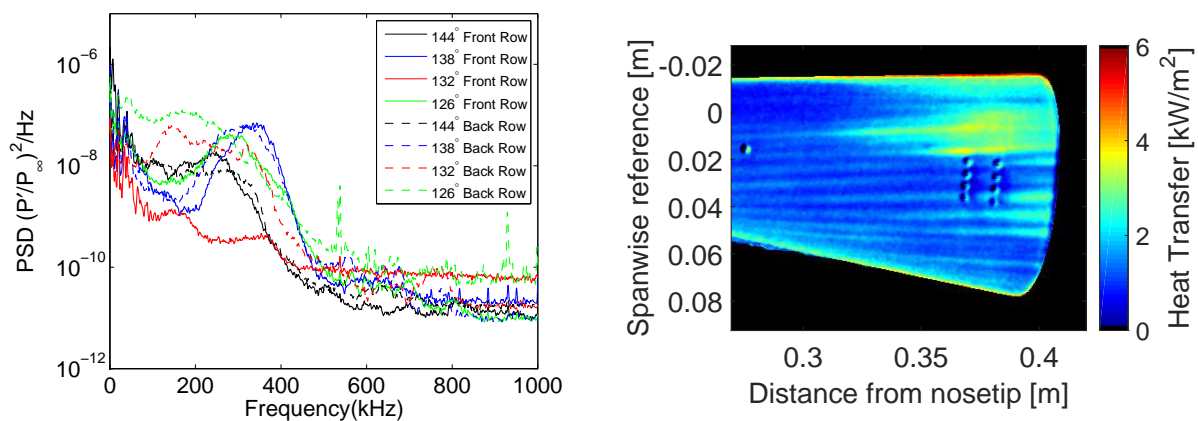 10⁻⁶
10⁻⁸
10⁻¹⁰
10⁻¹²
PSD (P'/P∞)²/Hz
0 200 400 600 800 1000
Frequency(kHz)
144° Front Row
138° Front Row
132° Front Row
126° Front Row
144° Back Row
138° Back Row
132° Back Row
126° Back Row
-0.02
0
0.02
0.04
0.06
0.08
Spanwise reference [m]
0.3 0.35 0.4
Distance from nosetip [m]
6
4
2
0
Heat Transfer [kW/m²]